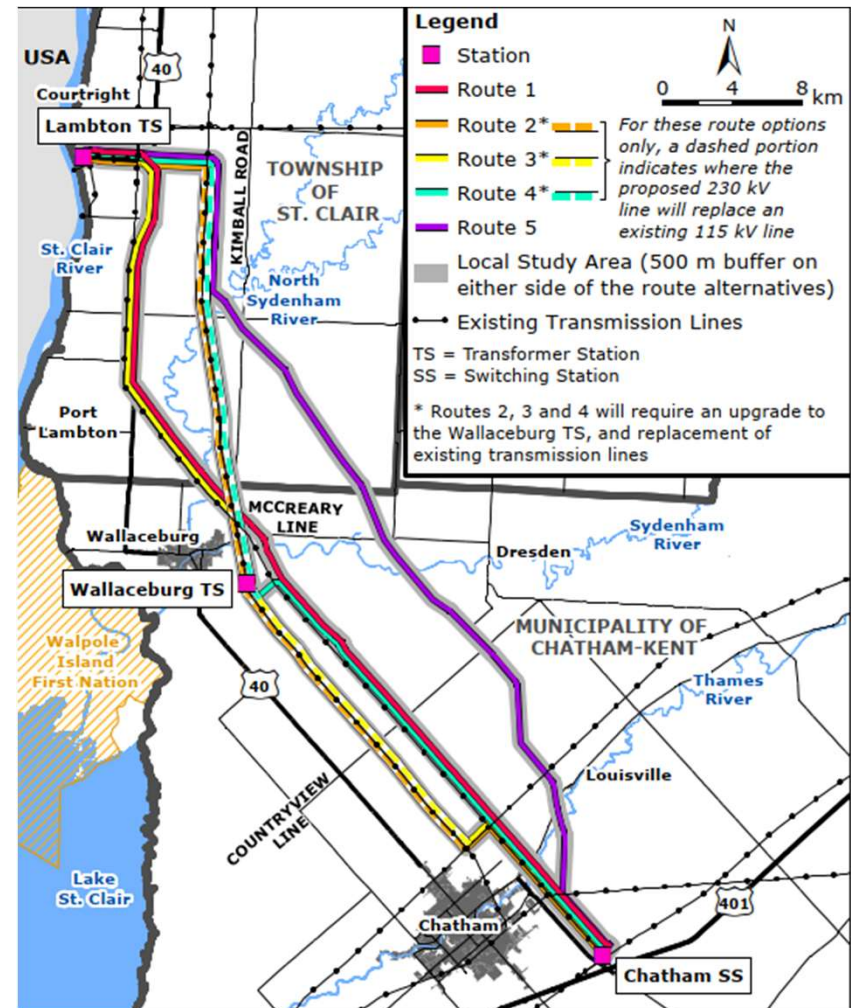 USA
40
Courtright
Lambton TS
TOWNSHIP
OF
ST. CLAIR
KIMBALL ROAD
St. Clair
River
North
Sydenham
River
Port
Lambton
MCCREARY
LINE
Wallaceburg
Wallaceburg TS
Dresden
Sydenham
River
MUNICIPALITY OF
CHATHAM-KENT
Walpole
Island
First Nation
40
Thames
River
Louisville
COUNTRYVIEW
LINE
Lake
St. Clair
Chatham
401
Chatham SS
Legend
Station
Route 1
Route 2*
Route 3*
Route 4*
Route 5
For these route options
only, a dashed portion
indicates where the
proposed 230 kV
line will replace an
existing 115 kV line
N
0 4 8
km
Local Study Area (500 m buffer on
either side of the route alternatives)
Existing Transmission Lines
TS = Transformer Station
SS = Switching Station
* Routes 2, 3 and 4 will require an upgrade to
the Wallaceburg TS, and replacement of
existing transmission lines